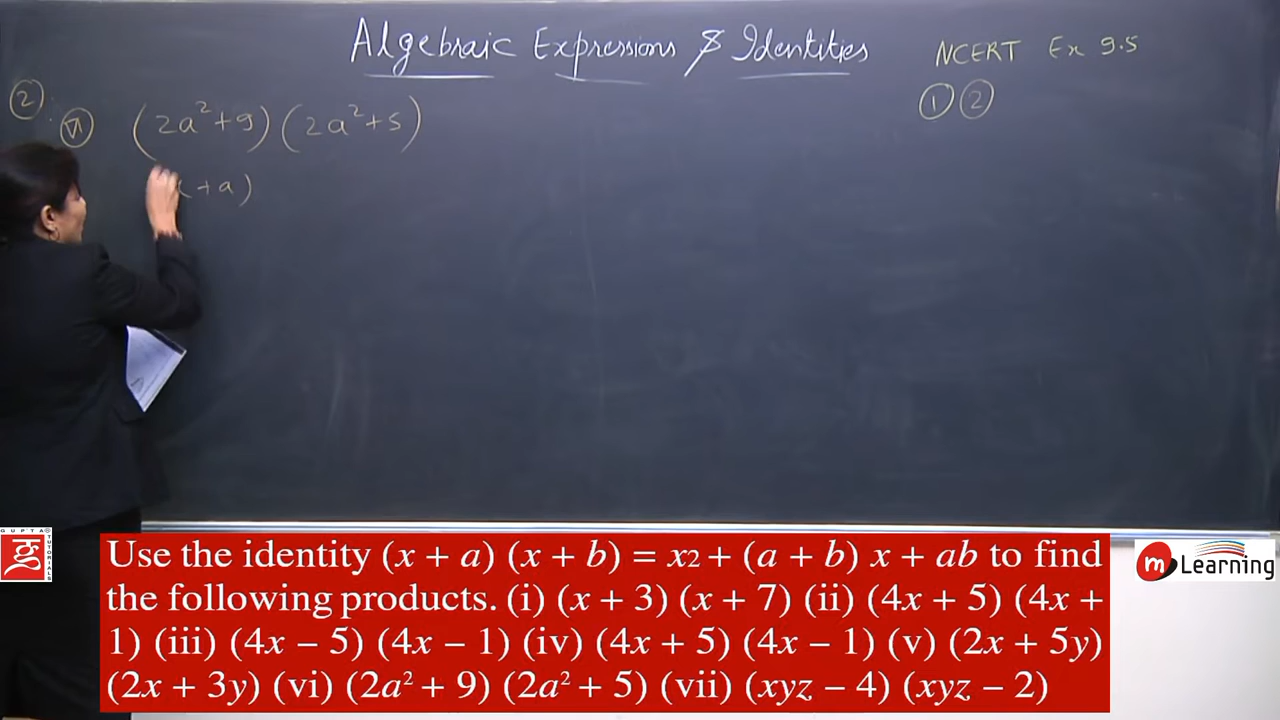 Algebraic Expressions & Identities
NCERT Ex 9.5
① ②
② :
(vi) (2a² + 9) (2a² + 5)
+ a)
GUPTA® TUTORIALS
Use the identity (x + a) (x + b) = x2 + (a + b) x + ab to find
the following products. (i) (x + 3) (x + 7) (ii) (4x + 5) (4x +
1) (iii) (4x – 5) (4x – 1) (iv) (4x + 5) (4x – 1) (v) (2x + 5y)
(2x + 3y) (vi) (2a² + 9) (2a² + 5) (vii) (xyz – 4) (xyz – 2)
m Learning